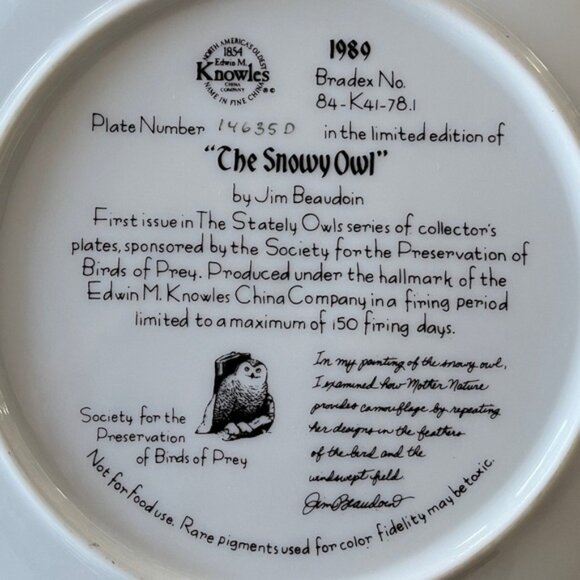 NORTH AMERICA'S OLDEST
1854
Edwin M.
Knowles
CHINA
COMPANY
NAME IN FINE CHINA
®©
1989
Bradex No.
84-K41-78.1
Plate Number 14635D in the limited edition of
"The Snowy Owl"
by Jim Beaudoin
First issue in The Stately Owls series of collector's
plates, sponsored by the Society for the Preservation of
Birds of Prey. Produced under the hallmark of the
Edwin M. Knowles China Company in a firing period
limited to a maximum of 150 firing days.
In my painting of the snowy owl,
I examined how Mother Nature
provides camouflage by repeating
her designs in the feathers
of the bird and the
windswept field.
Jim Beaudoin
Society for the
Preservation
of Birds of Prey
Not for food use. Rare pigments used for color fidelity may be toxic.